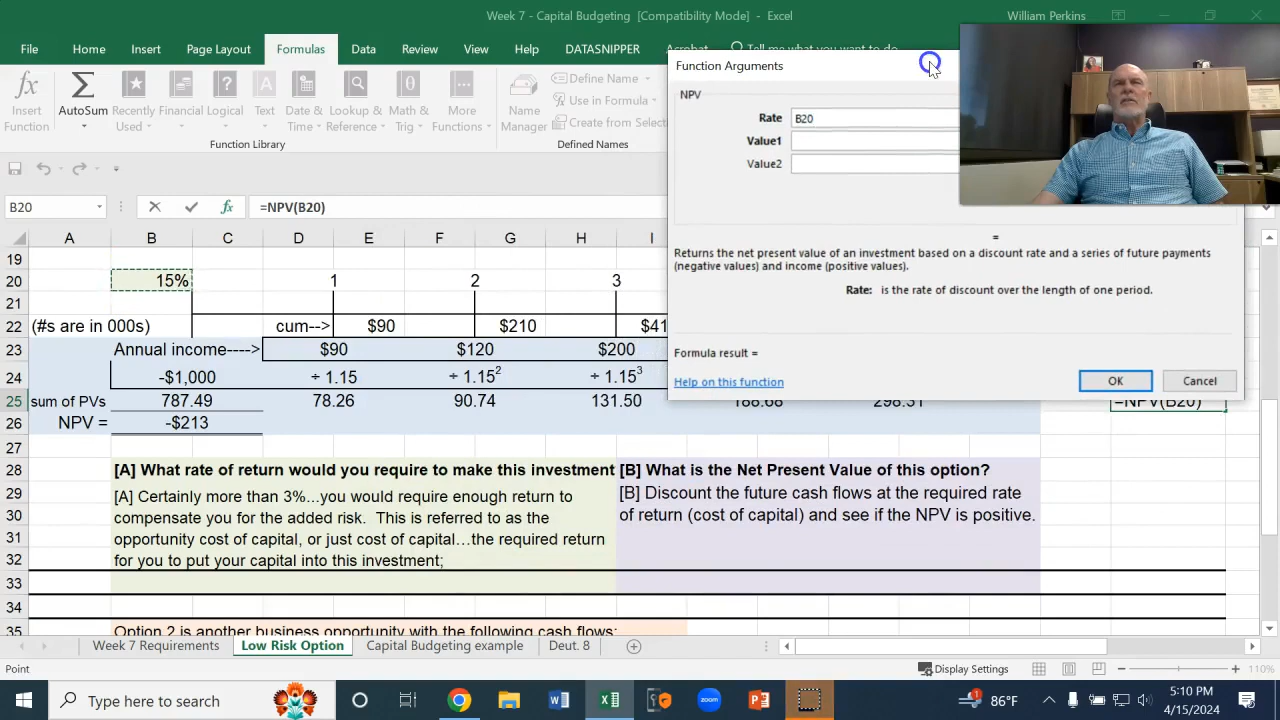 Week 7 - Capital Budgeting [Compatibility Mode] - Excel
William Perkins
File Home Insert Page Layout Formulas Data Review View Help DATASNIPPER Acrobat Tell me what you want to do
Function Arguments
Insert Function
AutoSum
Recently Used
Financial
Logical
Text
Date & Time
Lookup & Reference
Math & Trig
More Functions
Name Manager
Define Name
Use in Formula
Create from Select
Function Library
Defined Names
NPV
Rate B20
Value1
Value2
=
Returns the net present value of an investment based on a discount rate and a series of future payments
(negative values) and income (positive values).
Rate: is the rate of discount over the length of one period.
Formula result =
Help on this function
OK Cancel
B20 fx =NPV(B20)
A B C D E F G H I
19
20 15% 1 2 3
21
22 (#s are in 000s) cum--> $90 $210 $41
23 Annual income----> $90 $120 $200
24 -$1,000 ÷ 1.15 ÷ 1.15² ÷ 1.15³
25 sum of PVs 787.49 78.26 90.74 131.50 188.68 298.31 =NPV(B20)
26 NPV = -$213
27
28 [A] What rate of return would you require to make this investment [B] What is the Net Present Value of this option?
29 [A] Certainly more than 3%...you would require enough return to [B] Discount the future cash flows at the required rate
30 compensate you for the added risk. This is referred to as the of return (cost of capital) and see if the NPV is positive.
31 opportunity cost of capital, or just cost of capital...the required return
32 for you to put your capital into this investment;
33
34
35 Option 2 is another business opportunity with the following cash flows:
Week 7 Requirements Low Risk Option Capital Budgeting example Deut. 8
Point Display Settings 110%
Type here to search
86°F
1
5:10 PM
4/15/2024